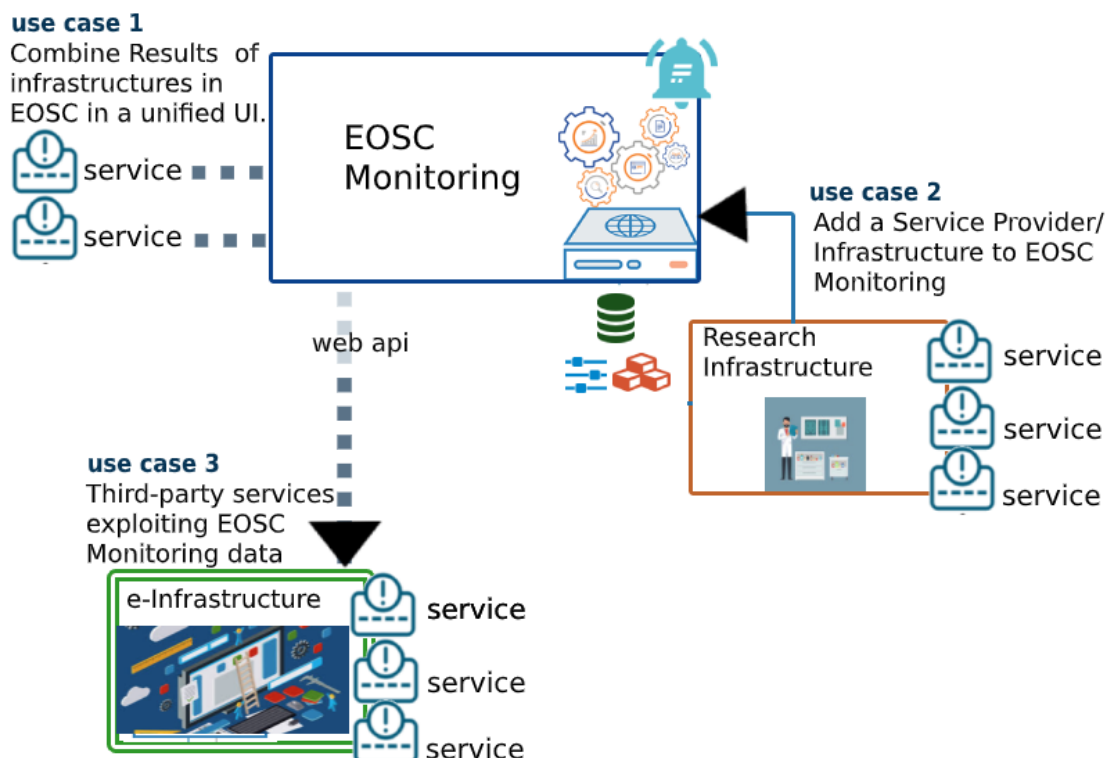 use case 1
Combine Results of
infrastructures in
EOSC in a unified UI.
service
service
EOSC
Monitoring
use case 2
Add a Service Provider/
Infrastructure to EOSC
Monitoring
web api
Research
Infrastructure
service
service
service
use case 3
Third-party services
exploiting EOSC
Monitoring data
e-Infrastructure
service
service
service